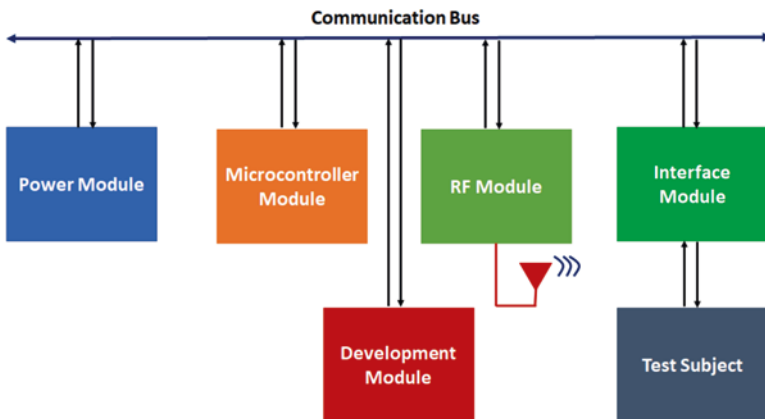 Communication Bus
Power Module
Microcontroller
Module
RF Module
Interface
Module
Development
Module
Test Subject